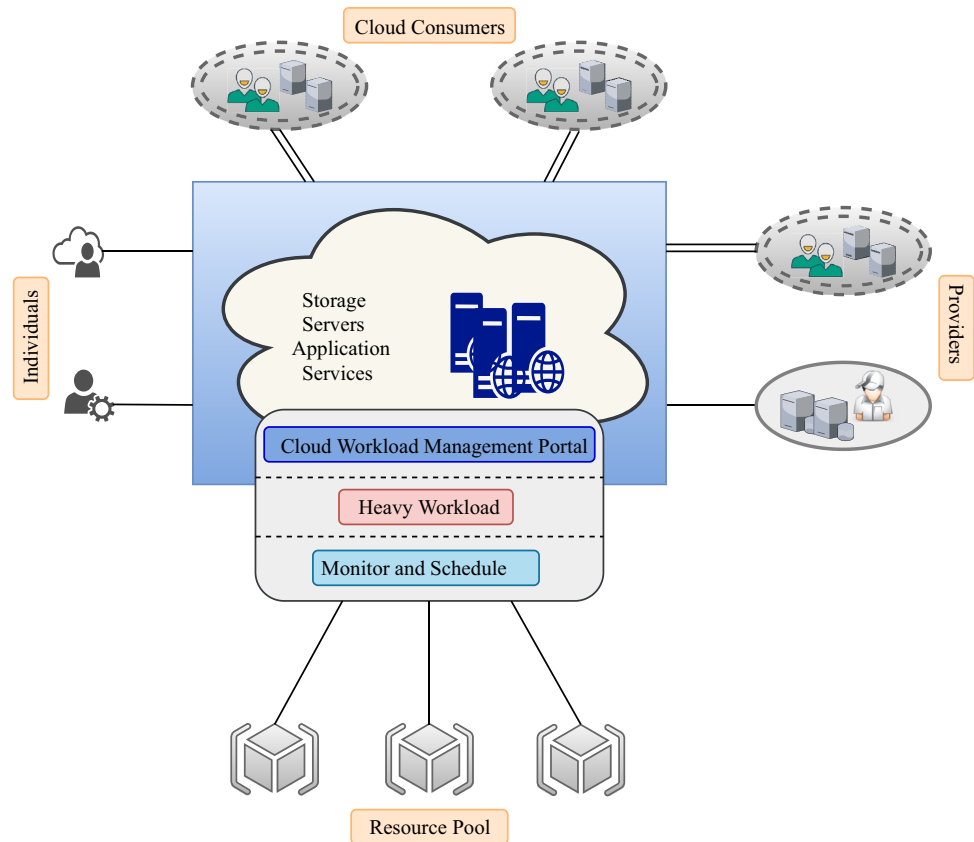 Cloud Consumers
Individuals
Storage
Servers
Application
Services
Providers
Cloud Workload Management Portal
Heavy Workload
Monitor and Schedule
Resource Pool